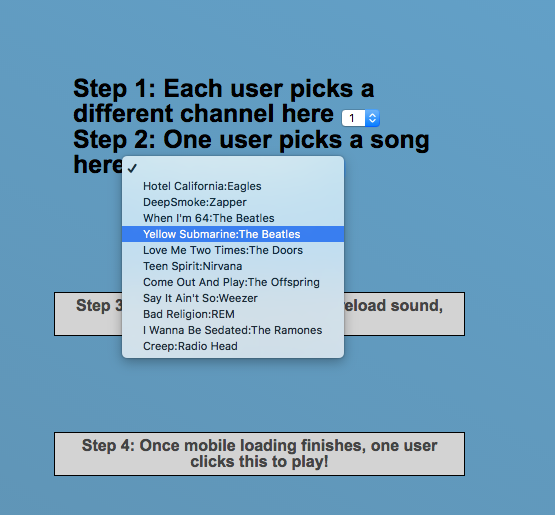 Step 1: Each user picks a
different channel here 1
Step 2: One user picks a song
here
✓
Hotel California:Eagles
DeepSmoke:Zapper
When I'm 64:The Beatles
Yellow Submarine:The Beatles
Love Me Two Times:The Doors
Teen Spirit:Nirvana
Come Out And Play:The Offspring
Say It Ain't So:Weezer
Bad Religion:REM
I Wanna Be Sedated:The Ramones
Creep:Radio Head
Step eload sound,
Step 4: Once mobile loading finishes, one user
clicks this to play!